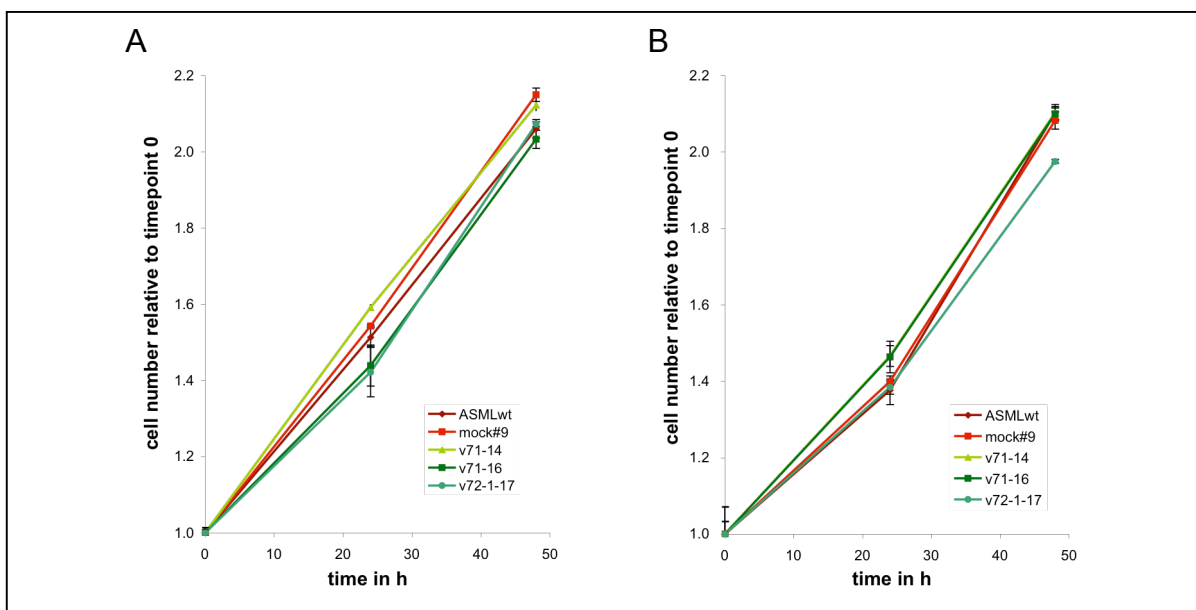 A
cell number relative to timepoint 0
2.2
2.0
1.8
1.6
1.4
1.2
1.0
0
10
20
30
40
50
time in h
ASMLwt
mock#9
v71-14
v71-16
v72-1-17
B
cell number relative to timepoint 0
2.2
2.0
1.8
1.6
1.4
1.2
1.0
0
10
20
30
40
50
time in h
ASMLwt
mock#9
v71-14
v71-16
v72-1-17